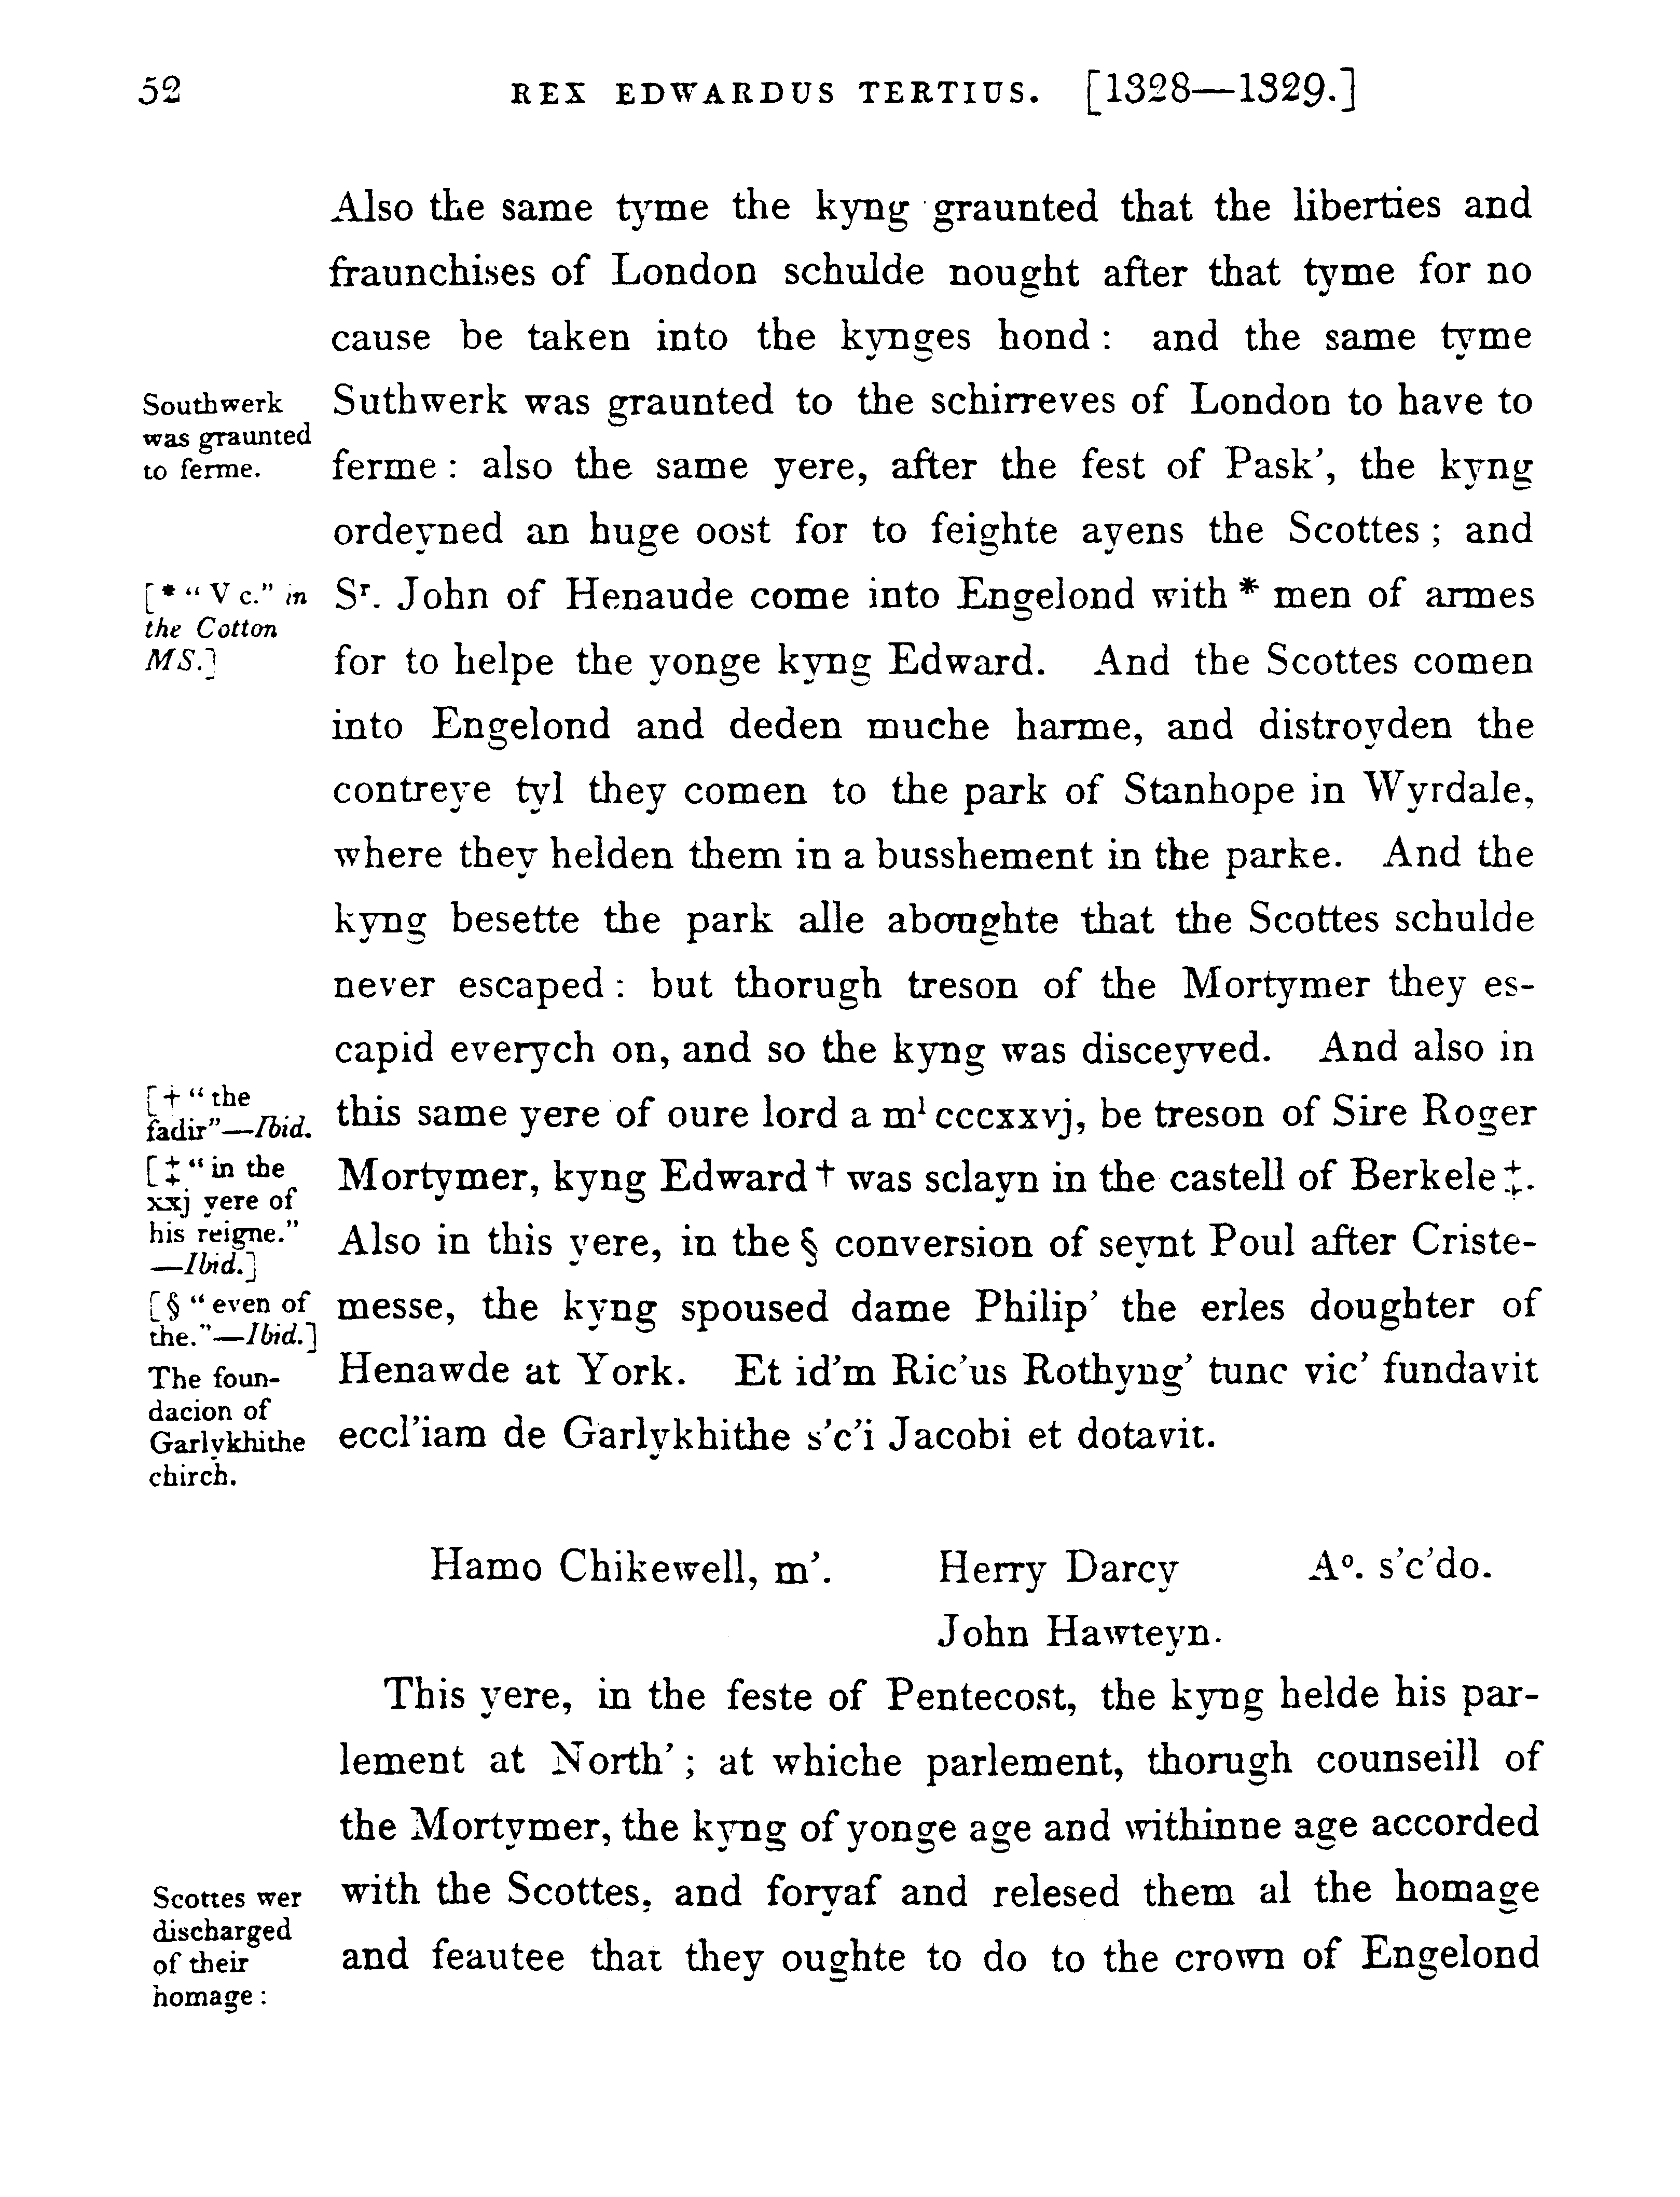 52 REX EDWARDUS TERTIUS. [1328—1329.]
Also the same tyme the kyng graunted that the liberties and
fraunchises of London schulde nought after that tyme for no
cause be taken into the kynges hond : and the same tyme
Southwerk
was graunted
to ferme.
Suthwerk was graunted to the schirreves of London to have to
ferme : also the same yere, after the fest of Pask', the kyng
ordeyned an huge oost for to feighte ayens the Scottes ; and
[* “ V c.” in
the Cotton
MS.]
Sr. John of Henaude come into Engelond with * men of armes
for to helpe the yonge kyng Edward. And the Scottes comen
into Engelond and deden muche harme, and distroyden the
contreye tyl they comen to the park of Stanhope in Wyrdale,
where they helden them in a busshement in the parke. And the
kyng besette the park alle aboughte that the Scottes schulde
never escaped : but thorugh treson of the Mortymer they es-
capid everych on, and so the kyng was disceyved. And also in
[† “ the
fadir”—Ibid.
[‡ “ in the
xxj yere of
his reigne.”
—Ibid.]
[§ “ even of
the.”—Ibid.]
The foun-
dacion of
Garlykhithe
chirch.
this same yere of oure lord a mˡ cccxxvj, be treson of Sire Roger
Mortymer, kyng Edward † was sclayn in the castell of Berkele ‡.
Also in this yere, in the § conversion of seynt Poul after Criste-
messe, the kyng spoused dame Philip' the erles doughter of
Henawde at York. Et id'm Ric'us Rothyng' tunc vic' fundavit
eccl'iam de Garlykhithe s'c'i Jacobi et dotavit.
Hamo Chikewell, m'. Herry Darcy Aº. s'c'do.
John Hawteyn.
This yere, in the feste of Pentecost, the kyng helde his par-
lement at North' ; at whiche parlement, thorugh counseill of
the Mortymer, the kyng of yonge age and withinne age accorded
Scottes wer
discharged
of their
homage :
with the Scottes, and foryaf and relesed them al the homage
and feautee that they oughte to do to the crown of Engelond